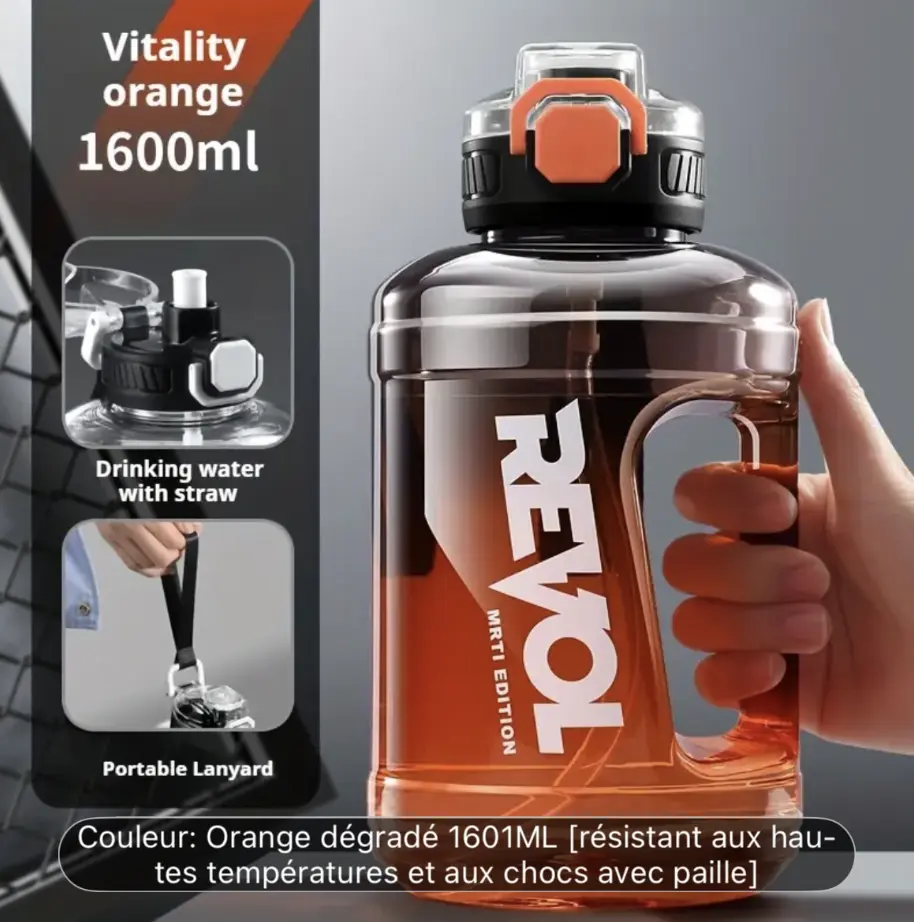 Vitality
orange
1600ml
Drinking water
with straw
Portable Lanyard
REVOL
MRTI EDITION
Couleur: Orange dégradé 1601ML [résistant aux hau-
tes températures et aux chocs avec paille]